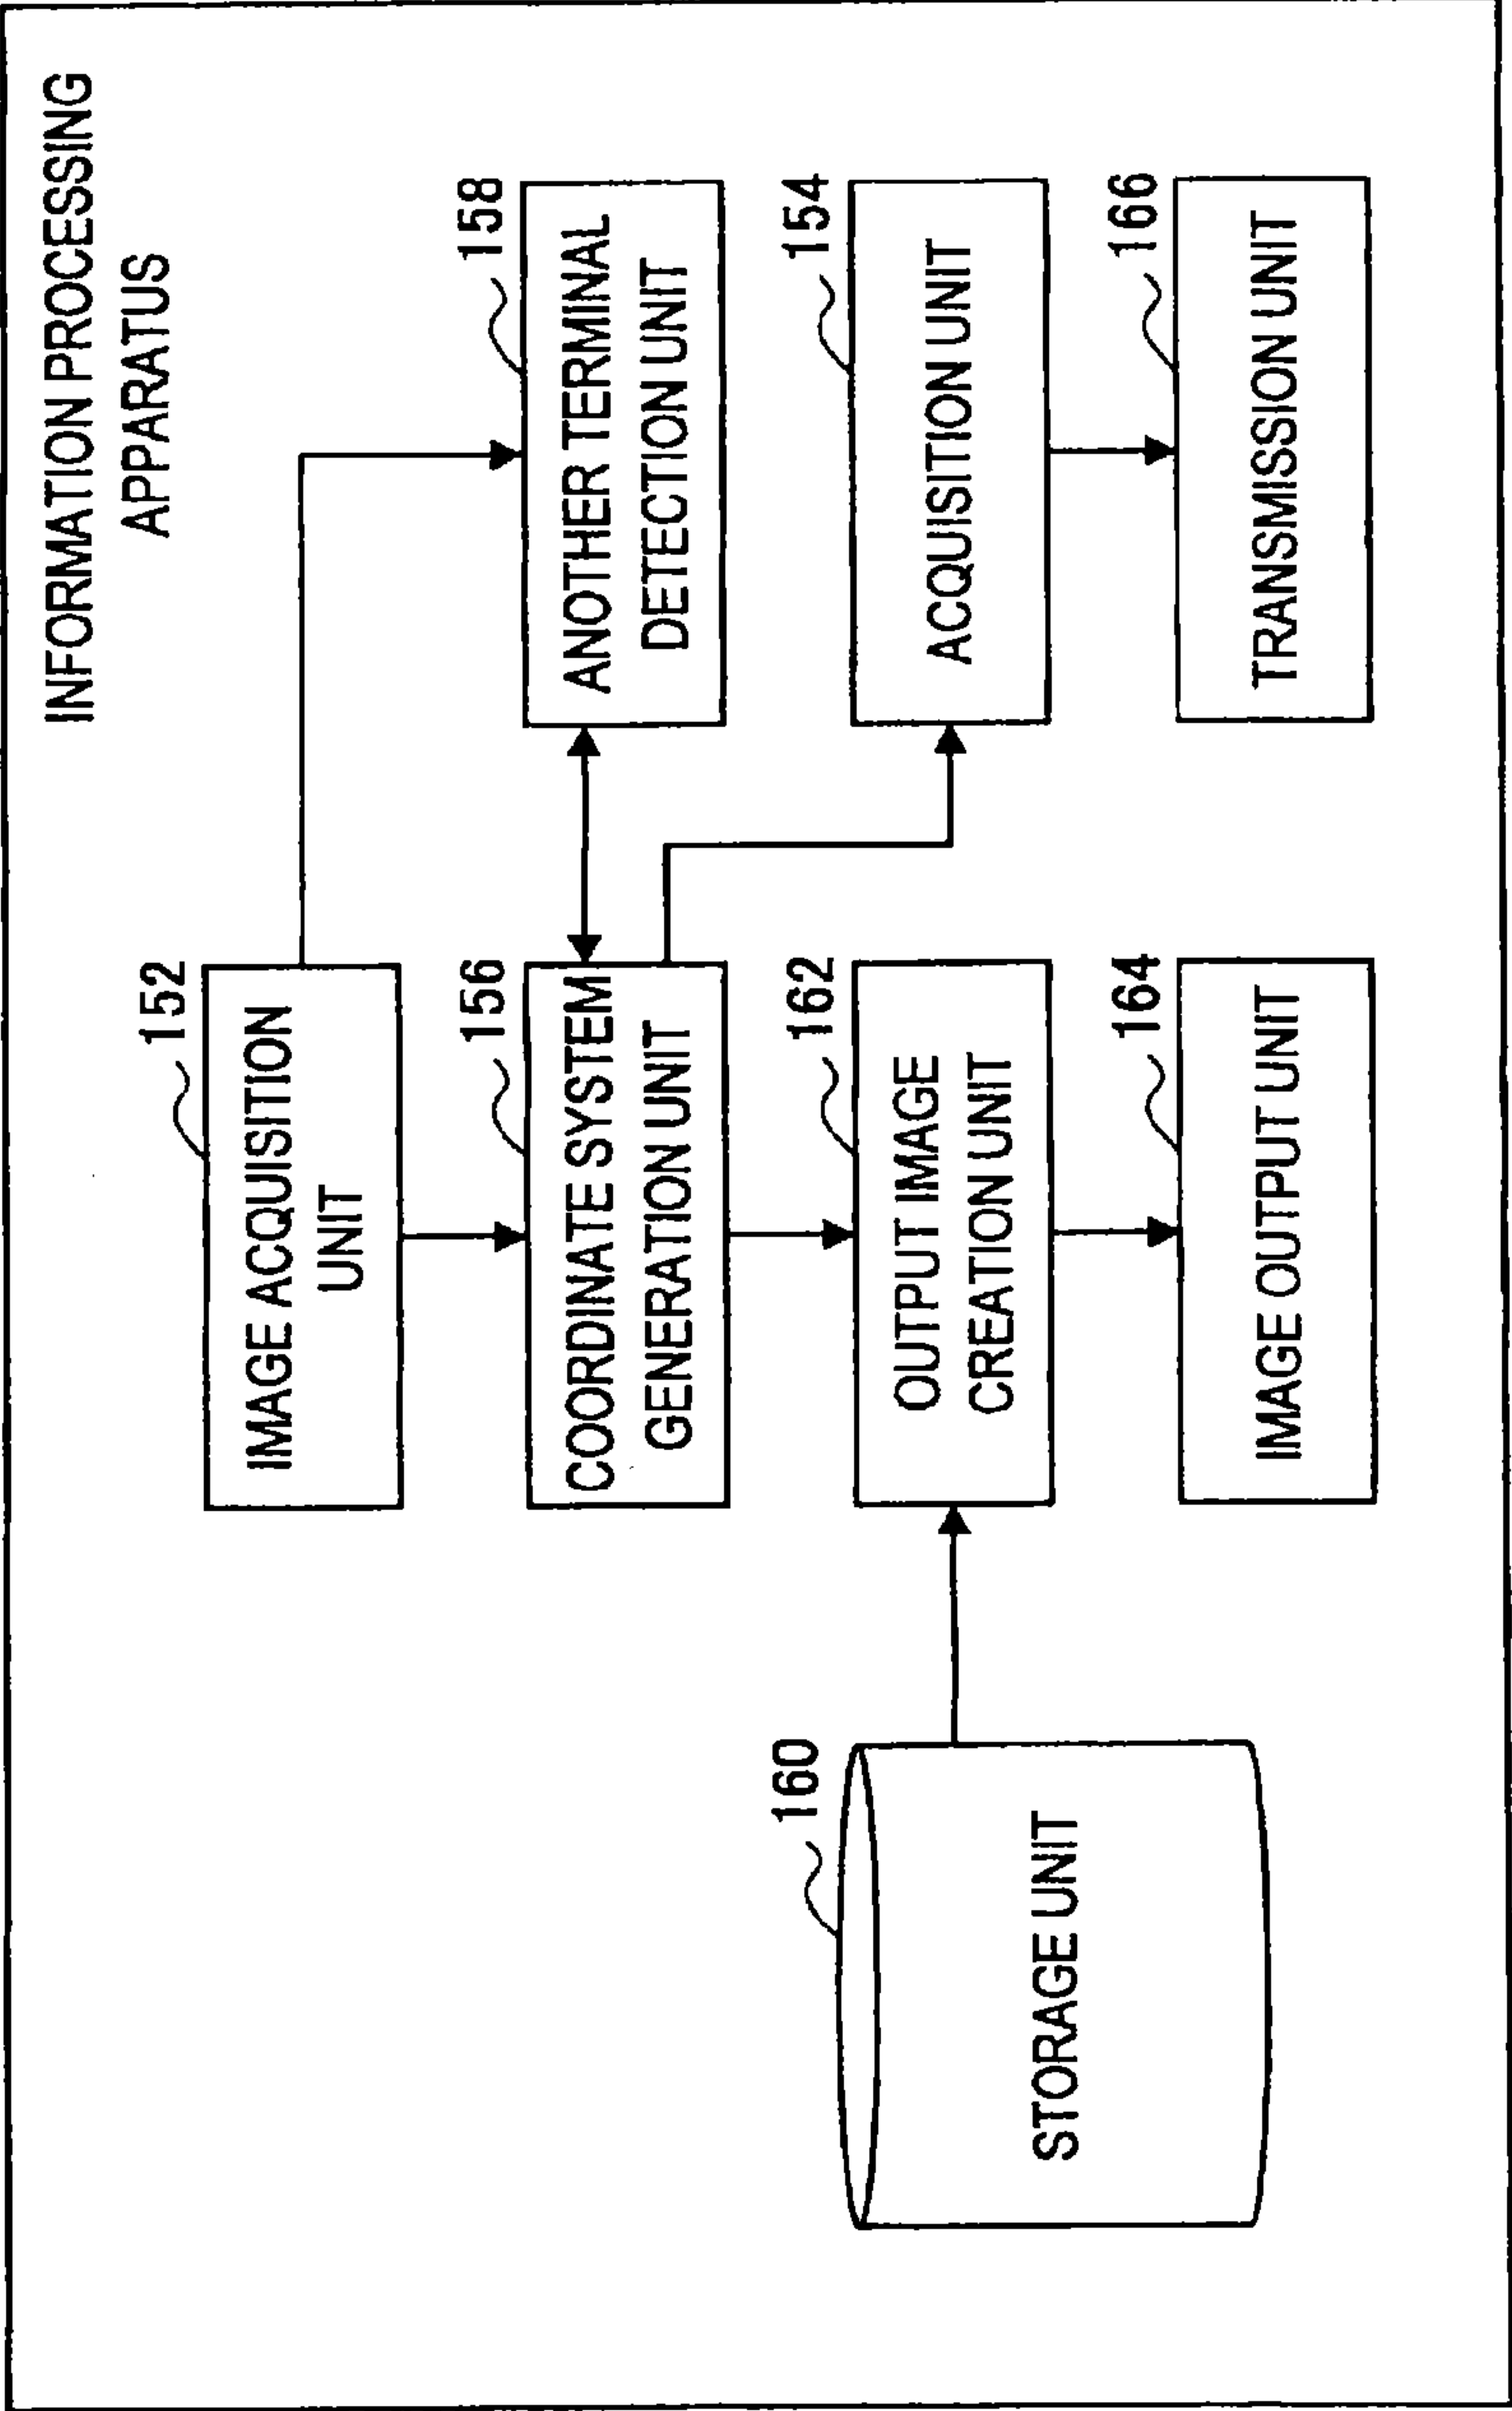 INFORMATION PROCESSING
APPARATUS
152
IMAGE ACQUISITION
UNIT
156
COORDINATE SYSTEM
GENERATION UNIT
158
ANOTHER TERMINAL
DETECTION UNIT
160
STORAGE UNIT
162
OUTPUT IMAGE
CREATION UNIT
154
ACQUISITION UNIT
164
IMAGE OUTPUT UNIT
166
TRANSMISSION UNIT